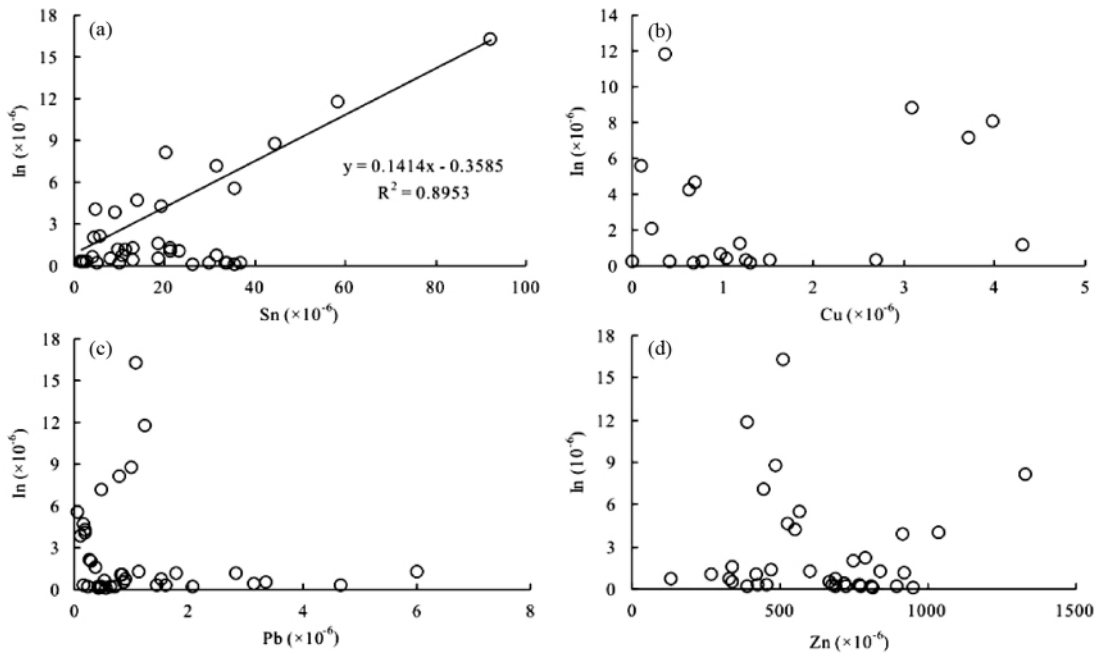 18
15
12
9
6
3
0
In (×10⁻⁶)
(a)
y = 0.1414x - 0.3585
R² = 0.8953
0 20 40 60 80 100
Sn (×10⁻⁶)
14
12
10
8
6
4
2
0
In (×10⁻⁶)
(b)
0 1 2 3 4 5
Cu (×10⁻⁶)
18
15
12
9
6
3
0
In (×10⁻⁶)
(c)
0 2 4 6 8
Pb (×10⁻⁶)
18
15
12
9
6
3
0
In (10⁻⁶)
(d)
0 500 1000 1500
Zn (×10⁻⁶)